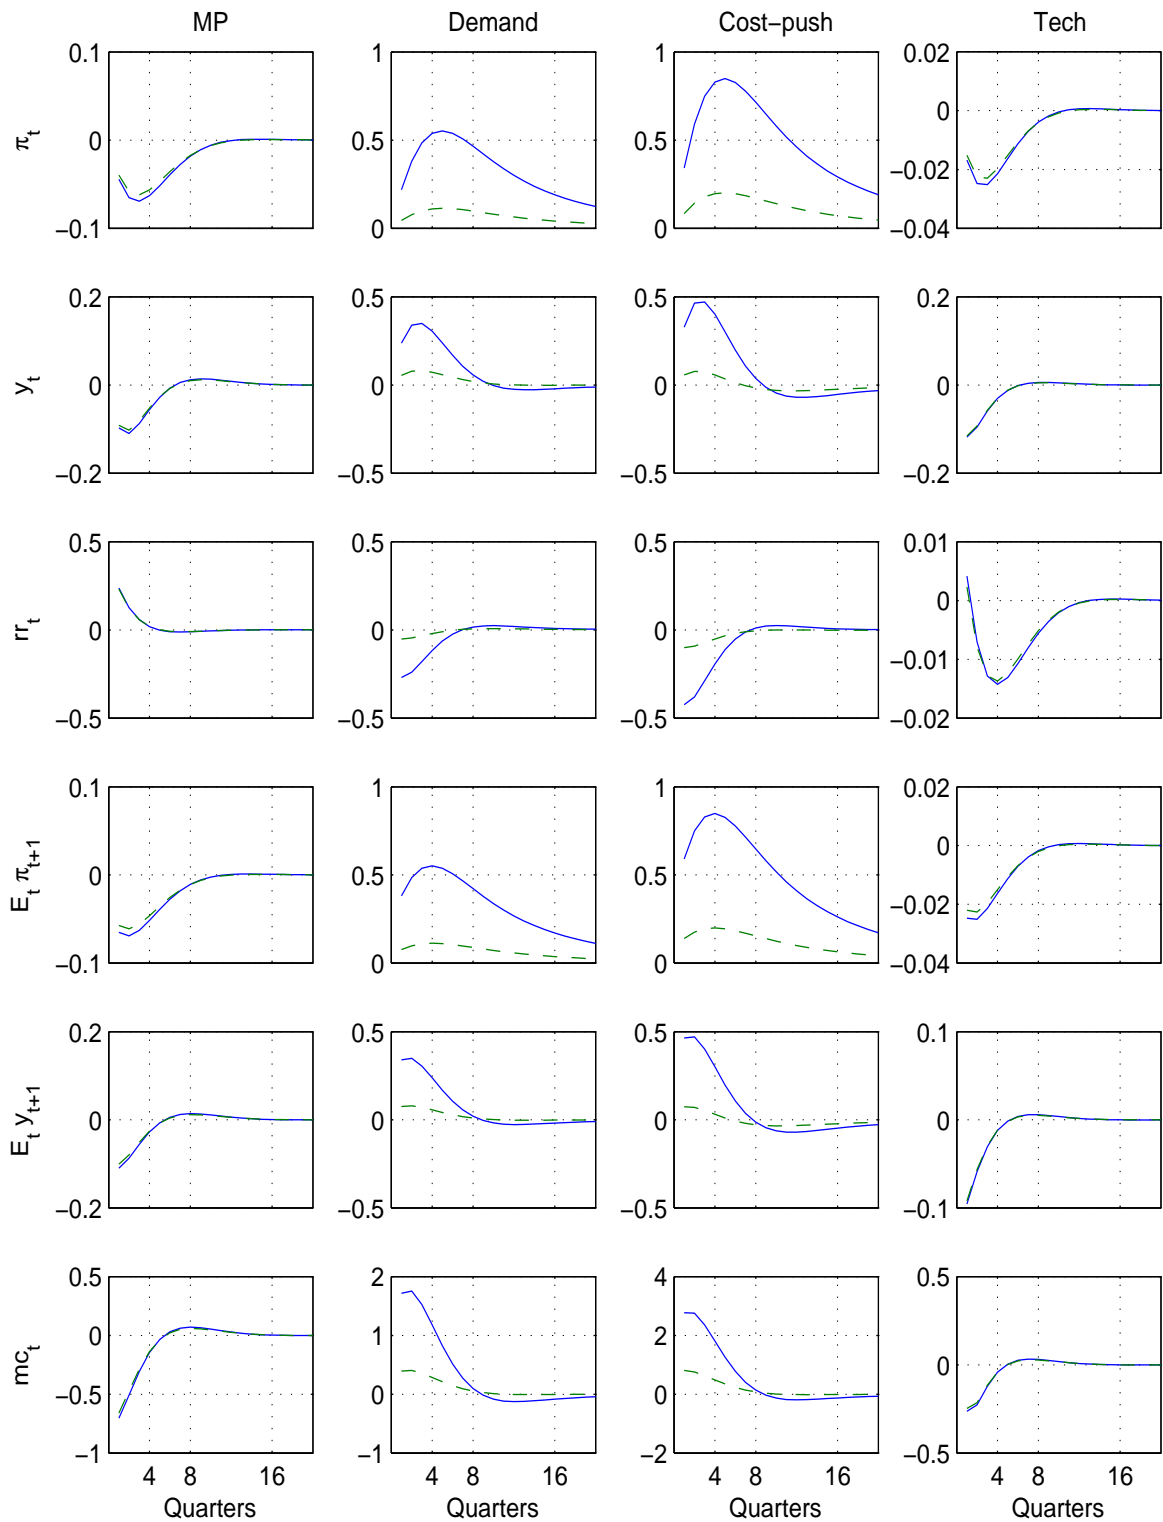 MP Demand Cost−push Tech
0.1 1 1 0.02
0 0.5 0.5 0
−0.02
−0.1 0 0 −0.04
π_t
0.2 0.5 0.5 0.2
0 0 0 0
−0.2 −0.5 −0.5 −0.2
y_t
0.5 0.5 0.5 0.01
0 0 0 0
−0.01
−0.5 −0.5 −0.5 −0.02
rr_t
0.1 1 1 0.02
0 0.5 0.5 0
−0.02
−0.1 0 0 −0.04
E_t π_{t+1}
0.2 0.5 0.5 0.1
0 0 0 0
−0.2 −0.5 −0.5 −0.1
E_t y_{t+1}
0.5 2 4 0.5
0 1 2 0
−0.5 0 0
−1 −1 −2 −0.5
mc_t
4 8 16 4 8 16 4 8 16 4 8 16
Quarters Quarters Quarters Quarters